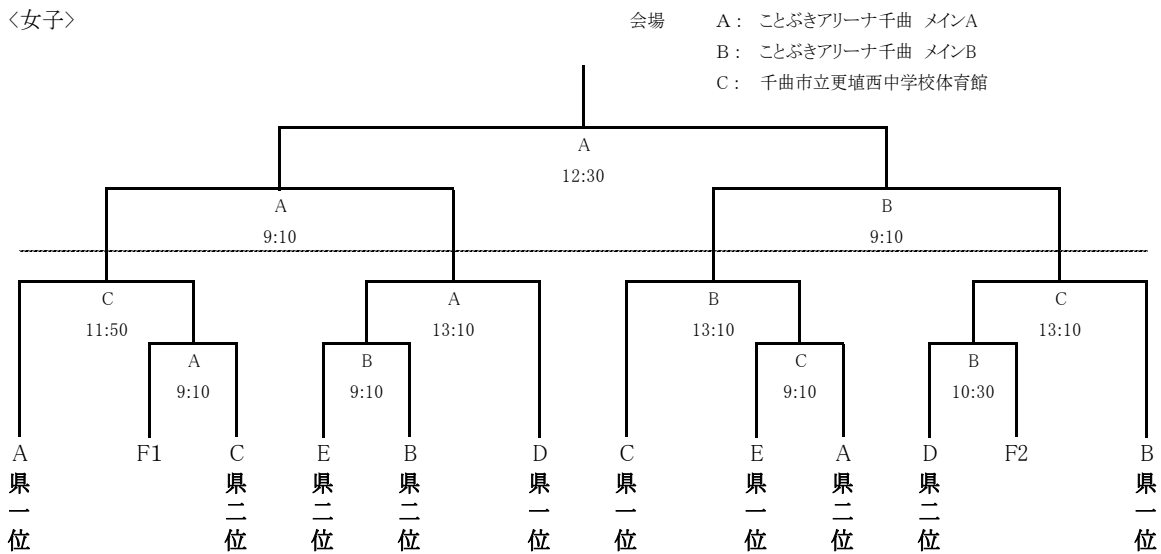 〈女子〉
会場 A： ことぶきアリーナ千曲 メインA
B： ことぶきアリーナ千曲 メインB
C： 千曲市立更埴西中学校体育館
A
12:30
A B
9:10 9:10
C A B C
11:50 13:10 13:10 13:10
A B C B
9:10 9:10 9:10 10:30
A F1 C E B D C E A D F2 B
県一位 県二位 県二位 県二位 県一位 県一位 県一位 県二位 県二位 県一位